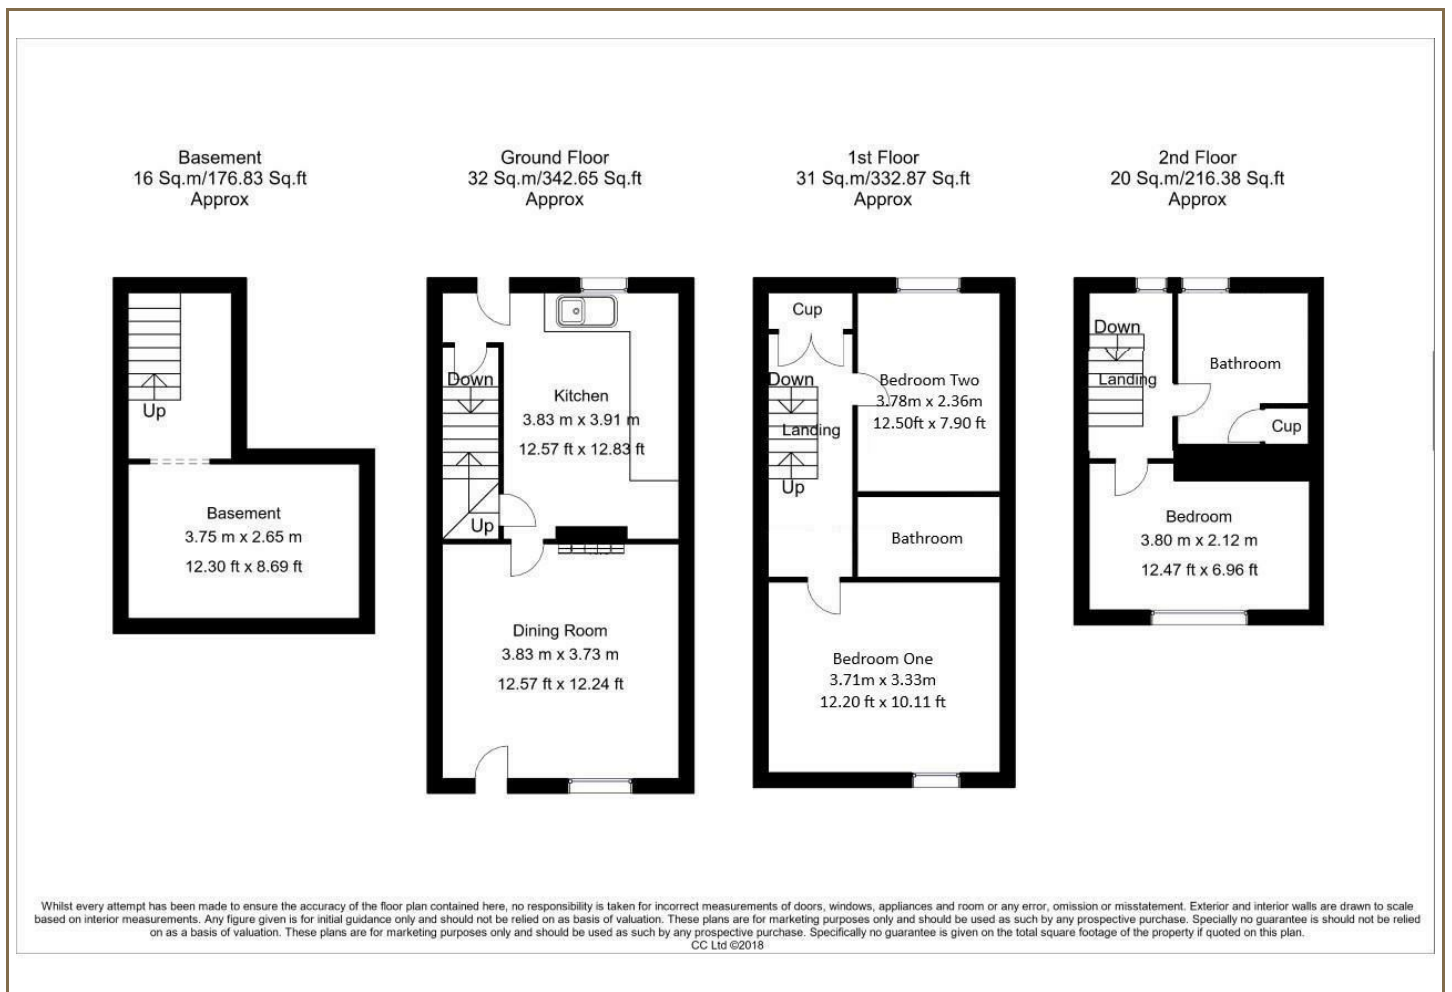 Basement
16 Sq.m/176.83 Sq.ft
Approx
Ground Floor
32 Sq.m/342.65 Sq.ft
Approx
1st Floor
31 Sq.m/332.87 Sq.ft
Approx
2nd Floor
20 Sq.m/216.38 Sq.ft
Approx
Up
Basement
3.75 m x 2.65 m
12.30 ft x 8.69 ft
Down
Kitchen
3.83 m x 3.91 m
12.57 ft x 12.83 ft
Up
Dining Room
3.83 m x 3.73 m
12.57 ft x 12.24 ft
Cup
Down
Landing
Up
Bedroom Two
3.78m x 2.36m
12.50ft x 7.90 ft
Bathroom
Bedroom One
3.71m x 3.33m
12.20 ft x 10.11 ft
Down
Landing
Bathroom
Cup
Bedroom
3.80 m x 2.12 m
12.47 ft x 6.96 ft
Whilst every attempt has been made to ensure the accuracy of the floor plan contained here, no responsibility is taken for incorrect measurements of doors, windows, appliances and room or any error, omission or misstatement. Exterior and interior walls are drawn to scale
based on interior measurements. Any figure given is for initial guidance only and should not be relied on as basis of valuation. These plans are for marketing purposes only and should be used as such by any prospective purchase. Specially no guarantee is should not be relied
on as a basis of valuation. These plans are for marketing purposes only and should be used as such by any prospective purchase. Specifically no guarantee is given on the total square footage of the property if quoted on this plan.
CC Ltd ©2018